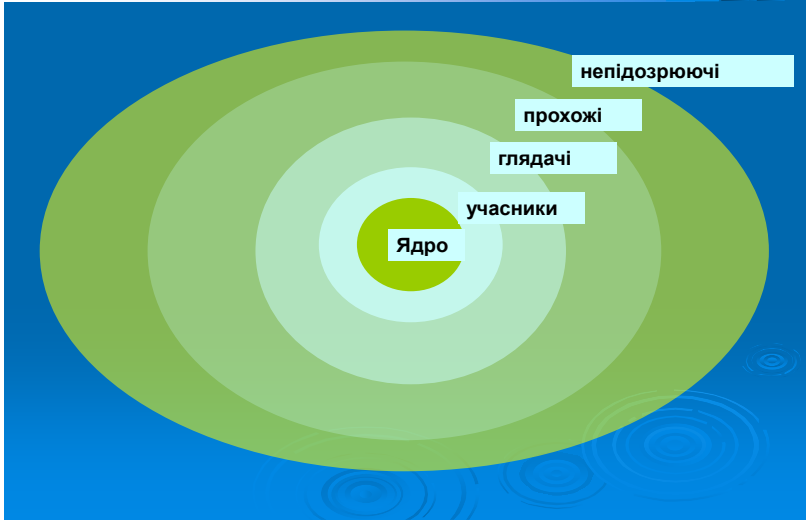 непідозрюючі
прохожі
глядачі
учасники
Ядро